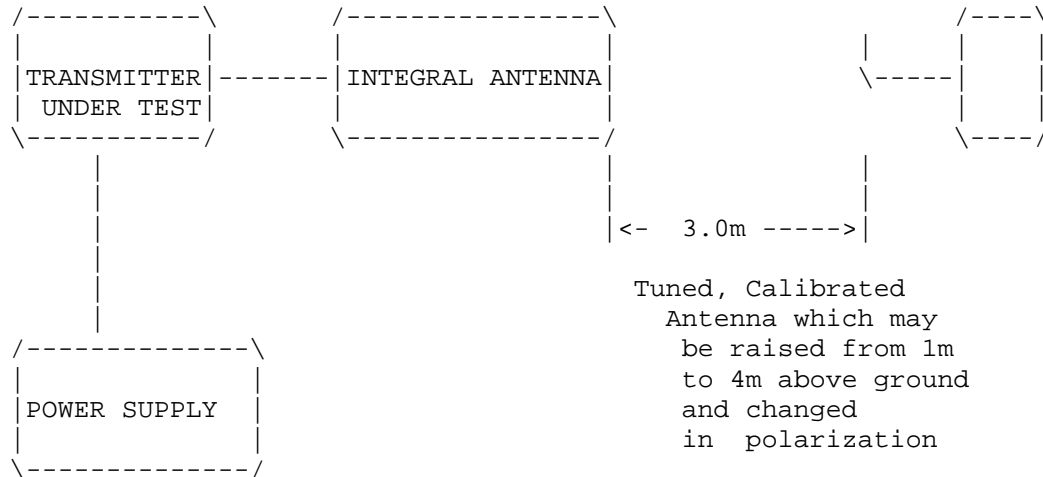 TRANSMITTER
UNDER TEST
INTEGRAL ANTENNA
<- 3.0m ----->
Tuned, Calibrated
Antenna which may
be raised from 1m
to 4m above ground
and changed
in polarization
POWER SUPPLY